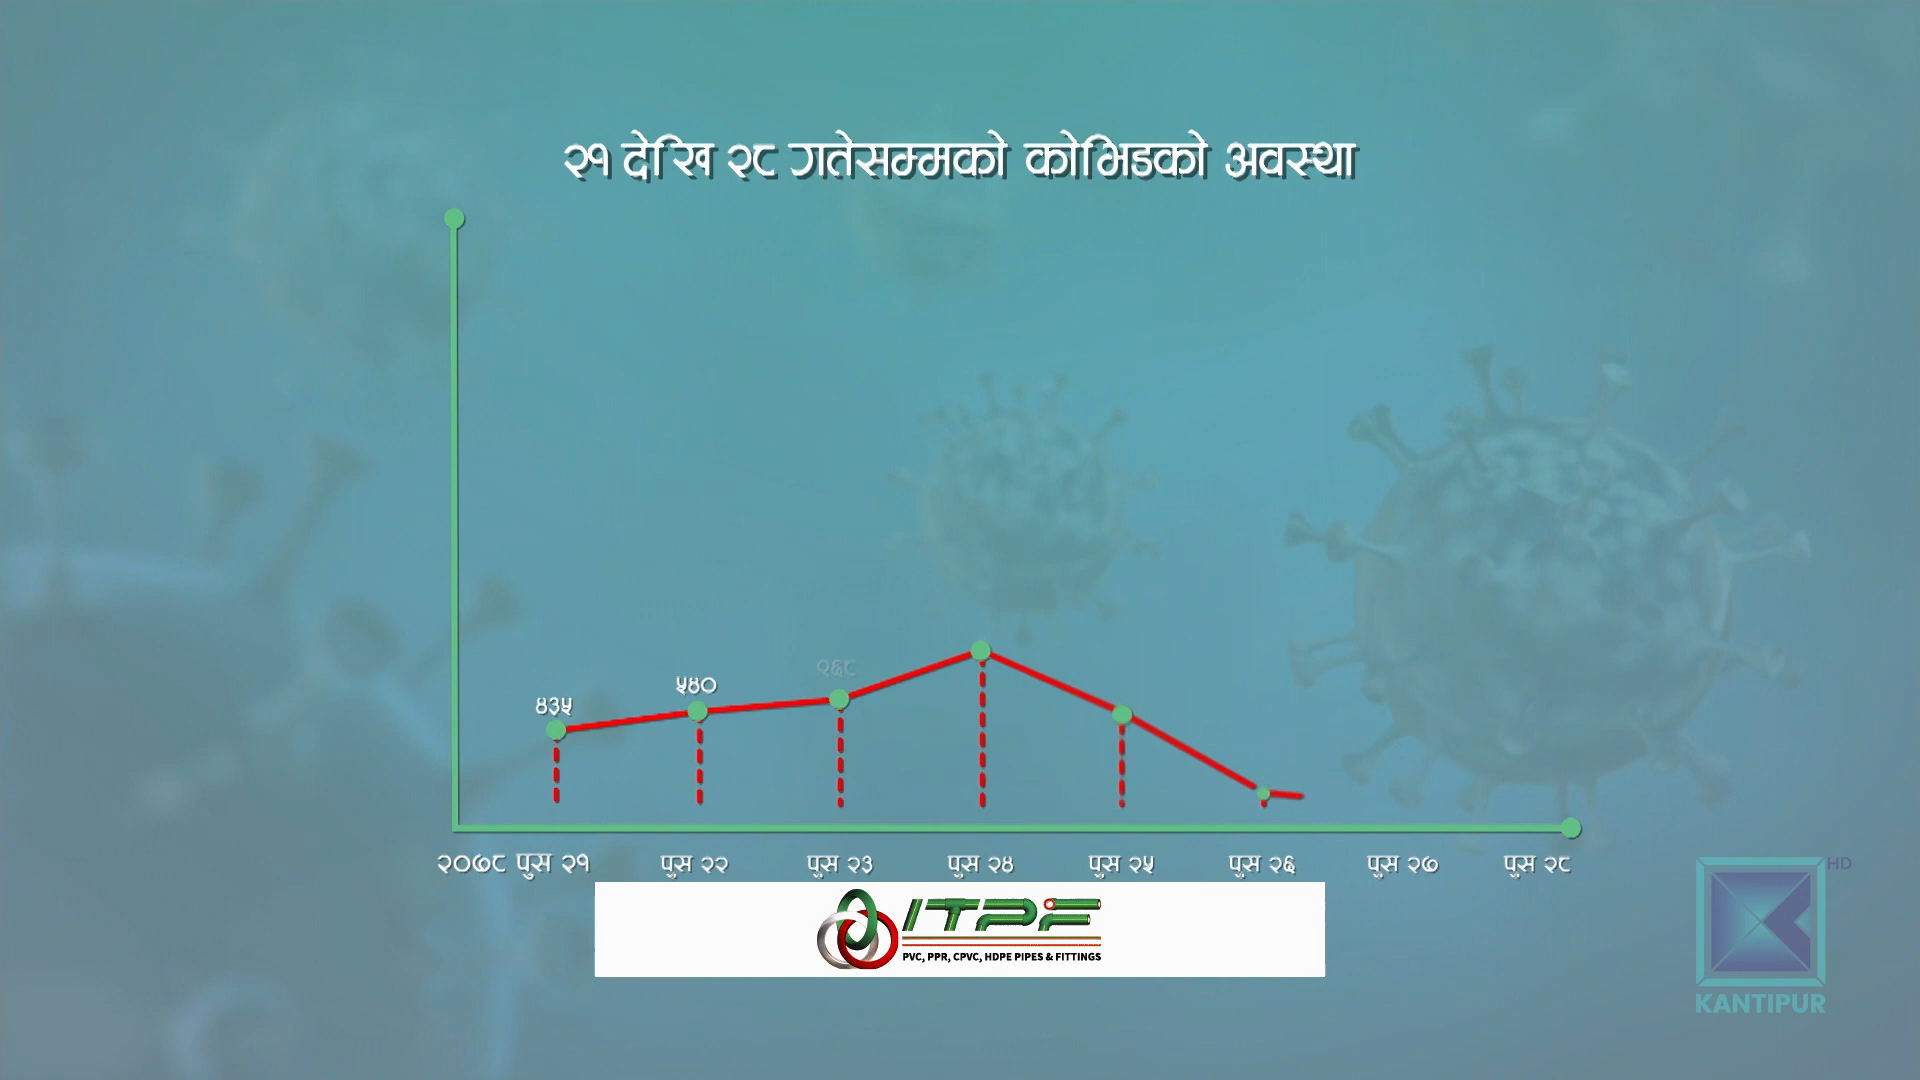 २१ देखि २८ गतेसम्मको कोभिडको अवस्था
४३५
५४०
२०७८ पुस २१
पुस २२
पुस २३
पुस २४
पुस २५
पुस २६
पुस २७
पुस २८
ITPF
PVC, PPR, CPVC, HDPE PIPES & FITTINGS
HD
KANTIPUR